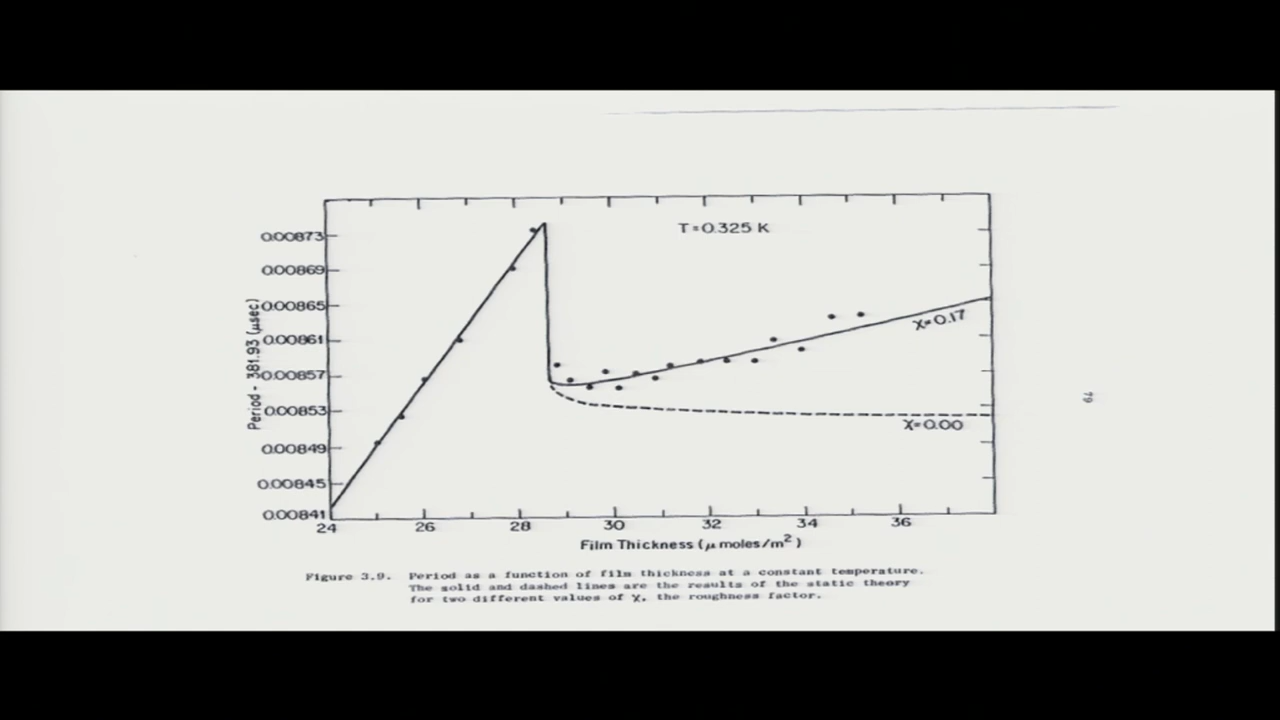 T=0.325 K
0.00873
0.00869
0.00865
0.00861
0.00857
0.00853
0.00849
0.00845
0.00841
Period - 381.93 (μsec)
χ=0.17
χ=0.00
79
24 26 28 30 32 34 36
Film Thickness (μ moles/m²)
Figure 3.9. Period as a function of film thickness at a constant temperature.
The solid and dashed lines are the results of the static theory
for two different values of χ, the roughness factor.